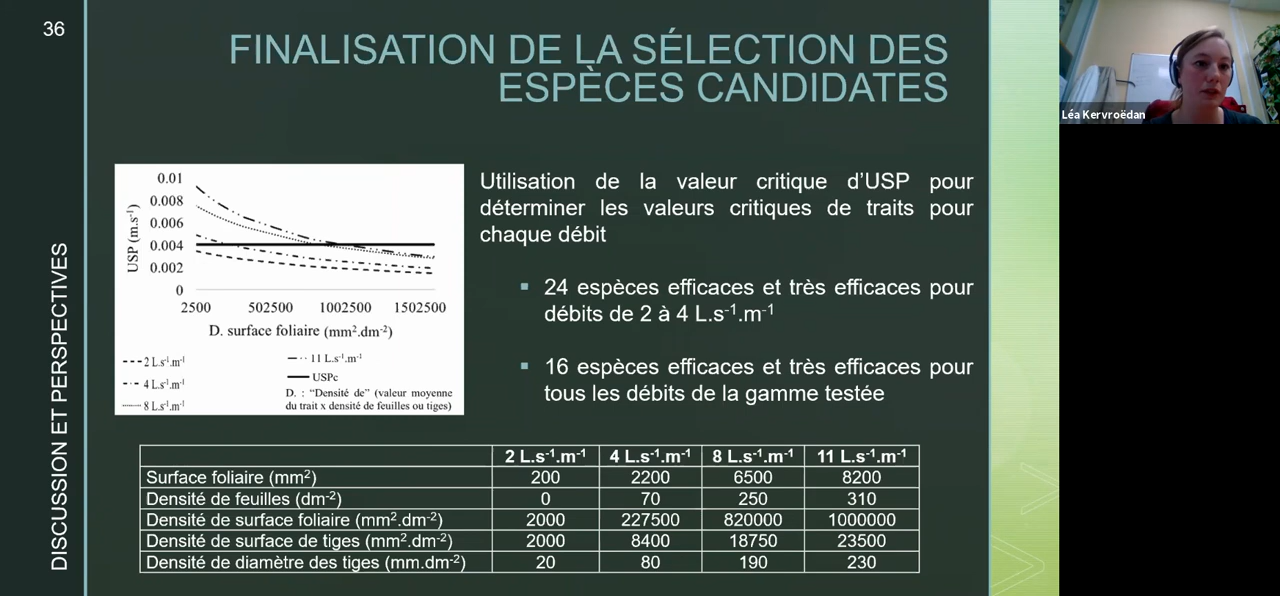 36
FINALISATION DE LA SÉLECTION DES
ESPÈCES CANDIDATES
Léa Kervroëdan
DISCUSSION ET PERSPECTIVES
0.01
0.008
0.006
0.004
0.002
0
USP (m.s⁻¹)
2500 502500 1002500 1502500
D. surface foliaire (mm².dm⁻²)
2 L.s⁻¹.m⁻¹
4 L.s⁻¹.m⁻¹
8 L.s⁻¹.m⁻¹
11 L.s⁻¹.m⁻¹
USPc
D. : “Densité de” (valeur moyenne
du trait x densité de feuilles ou tiges)
Utilisation de la valeur critique d’USP pour
déterminer les valeurs critiques de traits pour
chaque débit
24 espèces efficaces et très efficaces pour
débits de 2 à 4 L.s⁻¹.m⁻¹
16 espèces efficaces et très efficaces pour
tous les débits de la gamme testée
2 L.s⁻¹.m⁻¹ 4 L.s⁻¹.m⁻¹ 8 L.s⁻¹.m⁻¹ 11 L.s⁻¹.m⁻¹
Surface foliaire (mm²) 200 2200 6500 8200
Densité de feuilles (dm⁻²) 0 70 250 310
Densité de surface foliaire (mm².dm⁻²) 2000 227500 820000 1000000
Densité de surface de tiges (mm².dm⁻²) 2000 8400 18750 23500
Densité de diamètre des tiges (mm.dm⁻²) 20 80 190 230